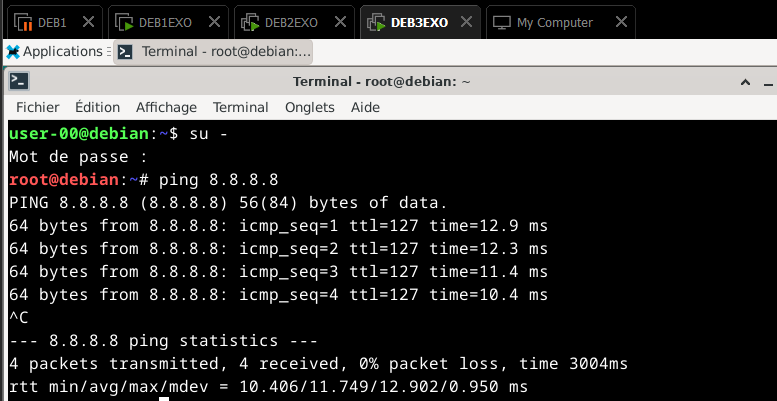 DEB1 × DEB1EXO × DEB2EXO × DEB3EXO × My Computer ×
Applications Terminal - root@debian:...
Terminal - root@debian: ~
Fichier Édition Affichage Terminal Onglets Aide
user-00@debian:~$ su -
Mot de passe :
root@debian:~# ping 8.8.8.8
PING 8.8.8.8 (8.8.8.8) 56(84) bytes of data.
64 bytes from 8.8.8.8: icmp_seq=1 ttl=127 time=12.9 ms
64 bytes from 8.8.8.8: icmp_seq=2 ttl=127 time=12.3 ms
64 bytes from 8.8.8.8: icmp_seq=3 ttl=127 time=11.4 ms
64 bytes from 8.8.8.8: icmp_seq=4 ttl=127 time=10.4 ms
^C
--- 8.8.8.8 ping statistics ---
4 packets transmitted, 4 received, 0% packet loss, time 3004ms
rtt min/avg/max/mdev = 10.406/11.749/12.902/0.950 ms